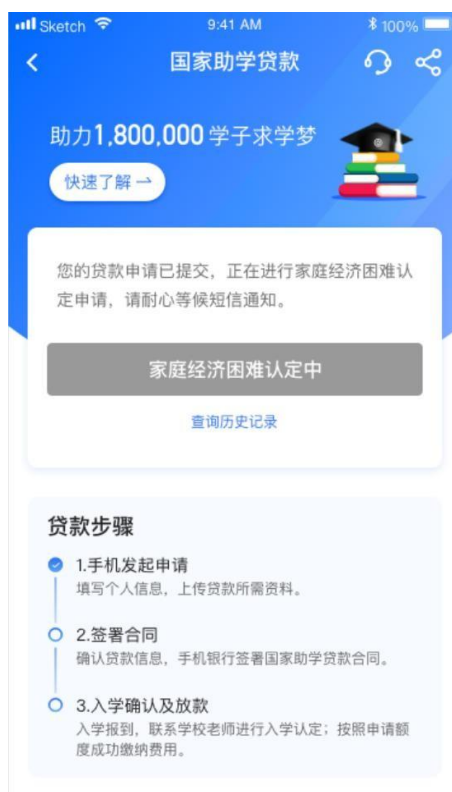 Sketch 9:41 AM 100%
国家助学贷款
助力1,800,000 学子求学梦
快速了解
您的贷款申请已提交，正在进行家庭经济困难认
定申请，请耐心等候短信通知。
家庭经济困难认定中
查询历史记录
贷款步骤
1.手机发起申请
填写个人信息，上传贷款所需资料。
2.签署合同
确认贷款信息，手机银行签署国家助学贷款合同。
3.入学确认及放款
入学报到，联系学校老师进行入学认定；按照申请额
度成功缴纳费用。